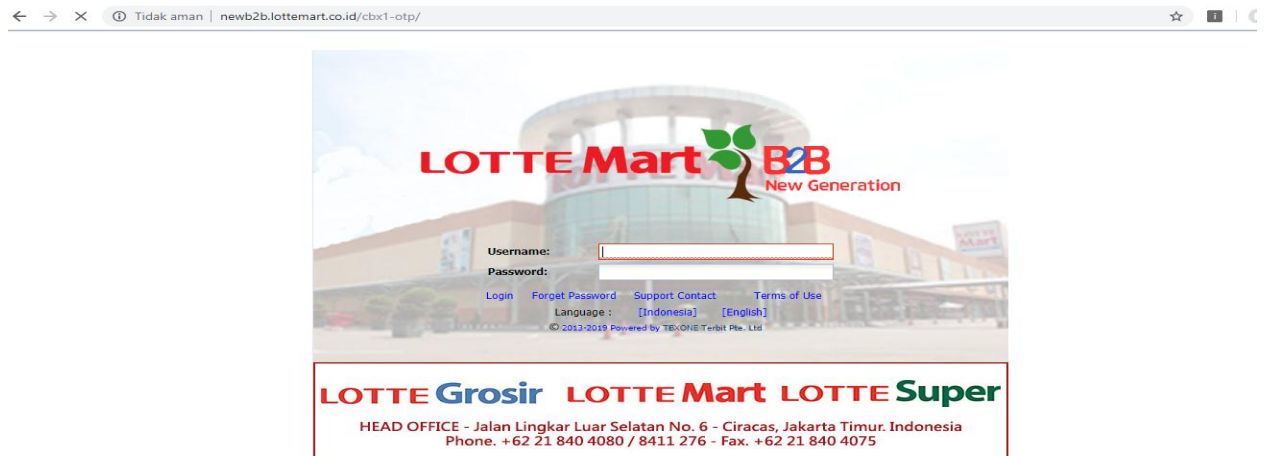 Tidak aman | newb2b.lottemart.co.id/cbx1-otp/
LOTTE Mart B2B
New Generation
Username:
Password:
Login Forget Password Support Contact Terms of Use
Language : [Indonesia] [English]
© 2013-2019 Powered by TBXONE Terbit Pte. Ltd
LOTTE Grosir LOTTE Mart LOTTE Super
HEAD OFFICE - Jalan Lingkar Luar Selatan No. 6 - Ciracas, Jakarta Timur. Indonesia
Phone. +62 21 840 4080 / 8411 276 - Fax. +62 21 840 4075